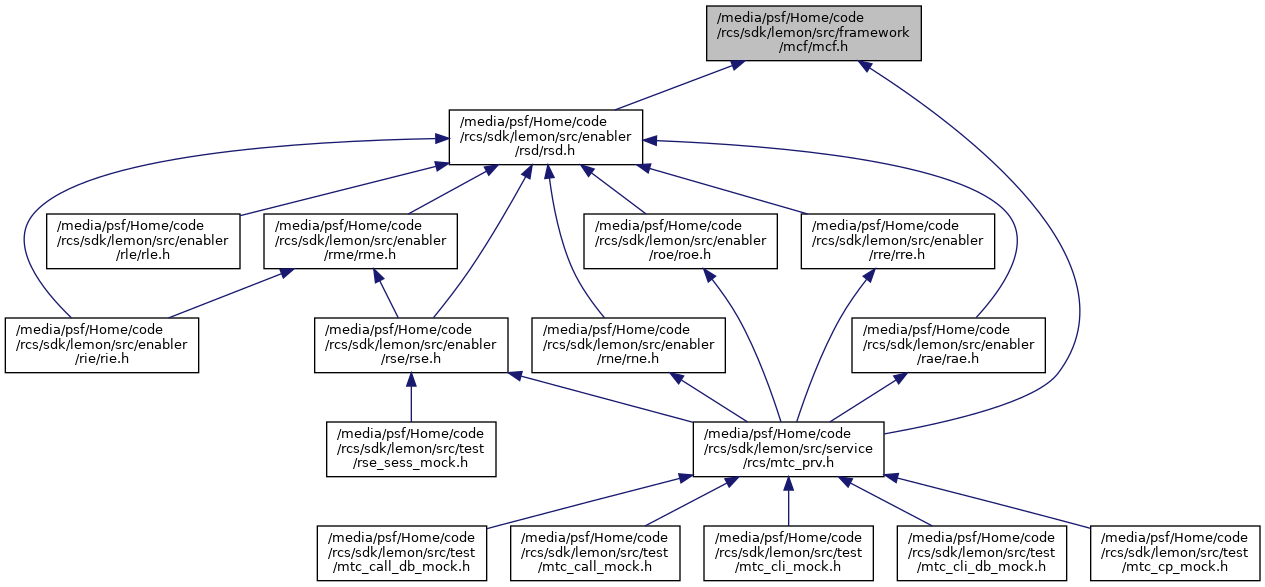 /media/psf/Home/code
/rcs/sdk/lemon/src/framework
/mcf/mcf.h
/media/psf/Home/code
/rcs/sdk/lemon/src/enabler
/rsd/rsd.h
/media/psf/Home/code
/rcs/sdk/lemon/src/enabler
/rle/rle.h
/media/psf/Home/code
/rcs/sdk/lemon/src/enabler
/rme/rme.h
/media/psf/Home/code
/rcs/sdk/lemon/src/enabler
/roe/roe.h
/media/psf/Home/code
/rcs/sdk/lemon/src/enabler
/rre/rre.h
/media/psf/Home/code
/rcs/sdk/lemon/src/enabler
/rie/rie.h
/media/psf/Home/code
/rcs/sdk/lemon/src/enabler
/rse/rse.h
/media/psf/Home/code
/rcs/sdk/lemon/src/enabler
/rne/rne.h
/media/psf/Home/code
/rcs/sdk/lemon/src/enabler
/rae/rae.h
/media/psf/Home/code
/rcs/sdk/lemon/src/test
/rse_sess_mock.h
/media/psf/Home/code
/rcs/sdk/lemon/src/service
/rcs/mtc_prv.h
/media/psf/Home/code
/rcs/sdk/lemon/src/test
/mtc_call_db_mock.h
/media/psf/Home/code
/rcs/sdk/lemon/src/test
/mtc_call_mock.h
/media/psf/Home/code
/rcs/sdk/lemon/src/test
/mtc_cli_mock.h
/media/psf/Home/code
/rcs/sdk/lemon/src/test
/mtc_cli_db_mock.h
/media/psf/Home/code
/rcs/sdk/lemon/src/test
/mtc_cp_mock.h